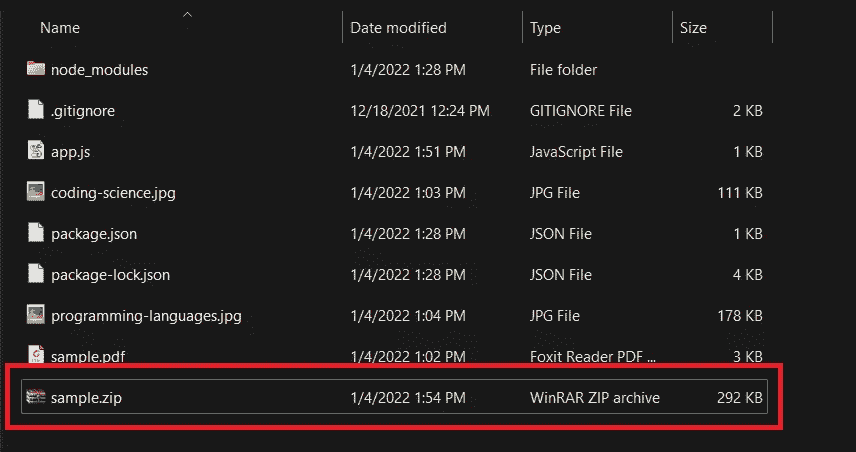 Name Date modified Type Size
node_modules 1/4/2022 1:28 PM File folder
.gitignore 12/18/2021 12:24 PM GITIGNORE File 2 KB
app.js 1/4/2022 1:51 PM JavaScript File 1 KB
coding-science.jpg 1/4/2022 1:03 PM JPG File 111 KB
package.json 1/4/2022 1:28 PM JSON File 1 KB
package-lock.json 1/4/2022 1:28 PM JSON File 4 KB
programming-languages.jpg 1/4/2022 1:04 PM JPG File 178 KB
sample.pdf 1/4/2022 1:02 PM Foxit Reader PDF ... 3 KB
sample.zip 1/4/2022 1:54 PM WinRAR ZIP archive 292 KB